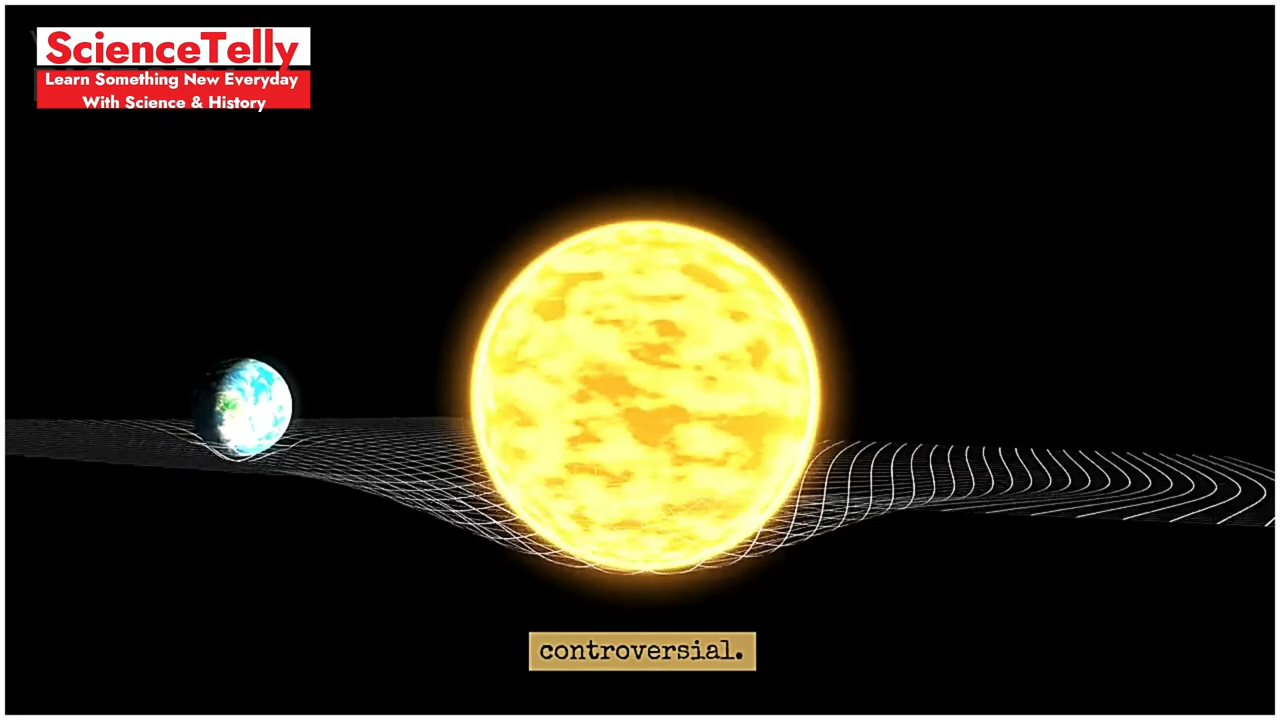 ScienceTelly
Learn Something New Everyday
With Science & History
controversial.